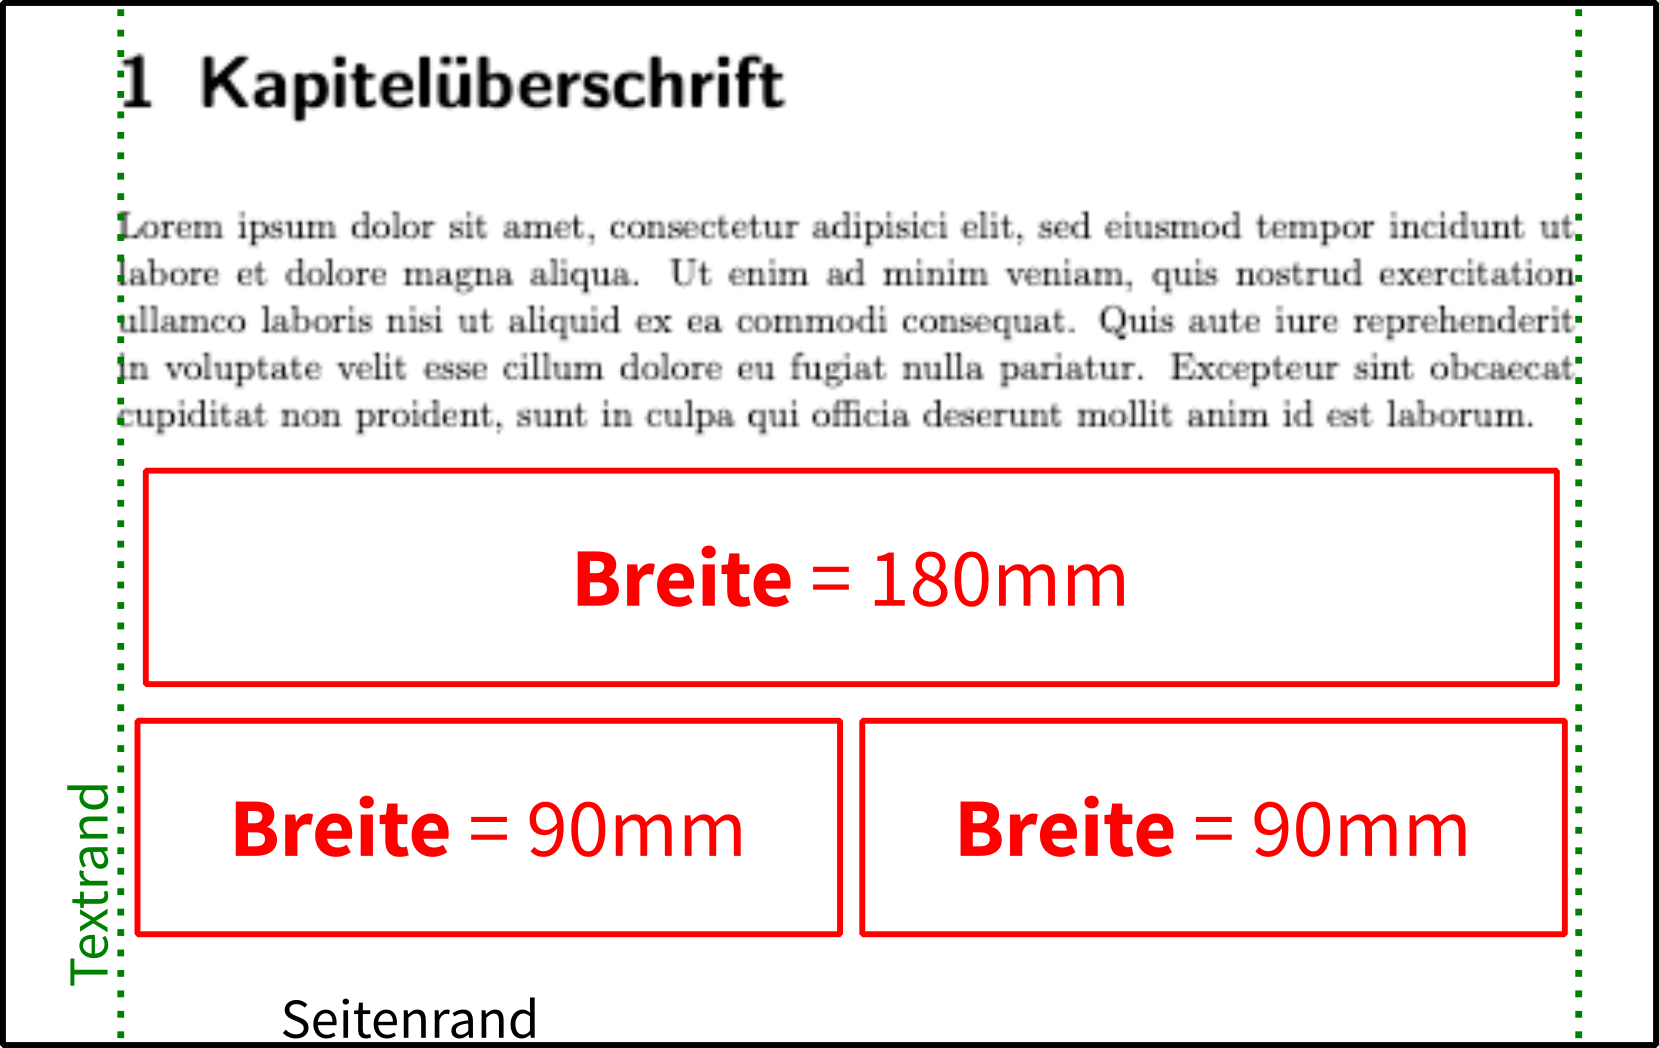 1 Kapitelüberschrift
Lorem ipsum dolor sit amet, consectetur adipisici elit, sed eiusmod tempor incidunt ut
labore et dolore magna aliqua. Ut enim ad minim veniam, quis nostrud exercitation
ullamco laboris nisi ut aliquid ex ea commodi consequat. Quis aute iure reprehenderit
in voluptate velit esse cillum dolore eu fugiat nulla pariatur. Excepteur sint obcaecat
cupiditat non proident, sunt in culpa qui officia deserunt mollit anim id est laborum.
Breite = 180mm
Breite = 90mm
Breite = 90mm
Textrand
Seitenrand